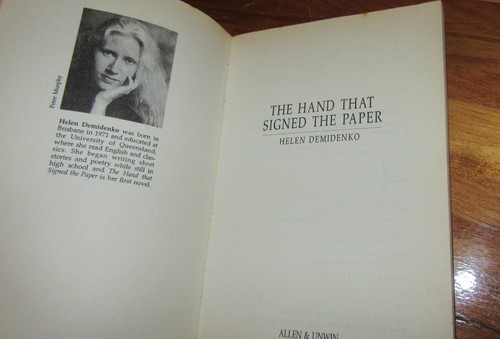 Peter Murphy
Helen Demidenko was born in
Brisbane in 1971 and educated at
the University of Queensland,
where she read English and clas-
sics. She began writing short
stories and poetry while still in
high school and The Hand that
Signed the Paper is her first novel.
THE HAND THAT
SIGNED THE PAPER
HELEN DEMIDENKO
ALLEN & UNWIN